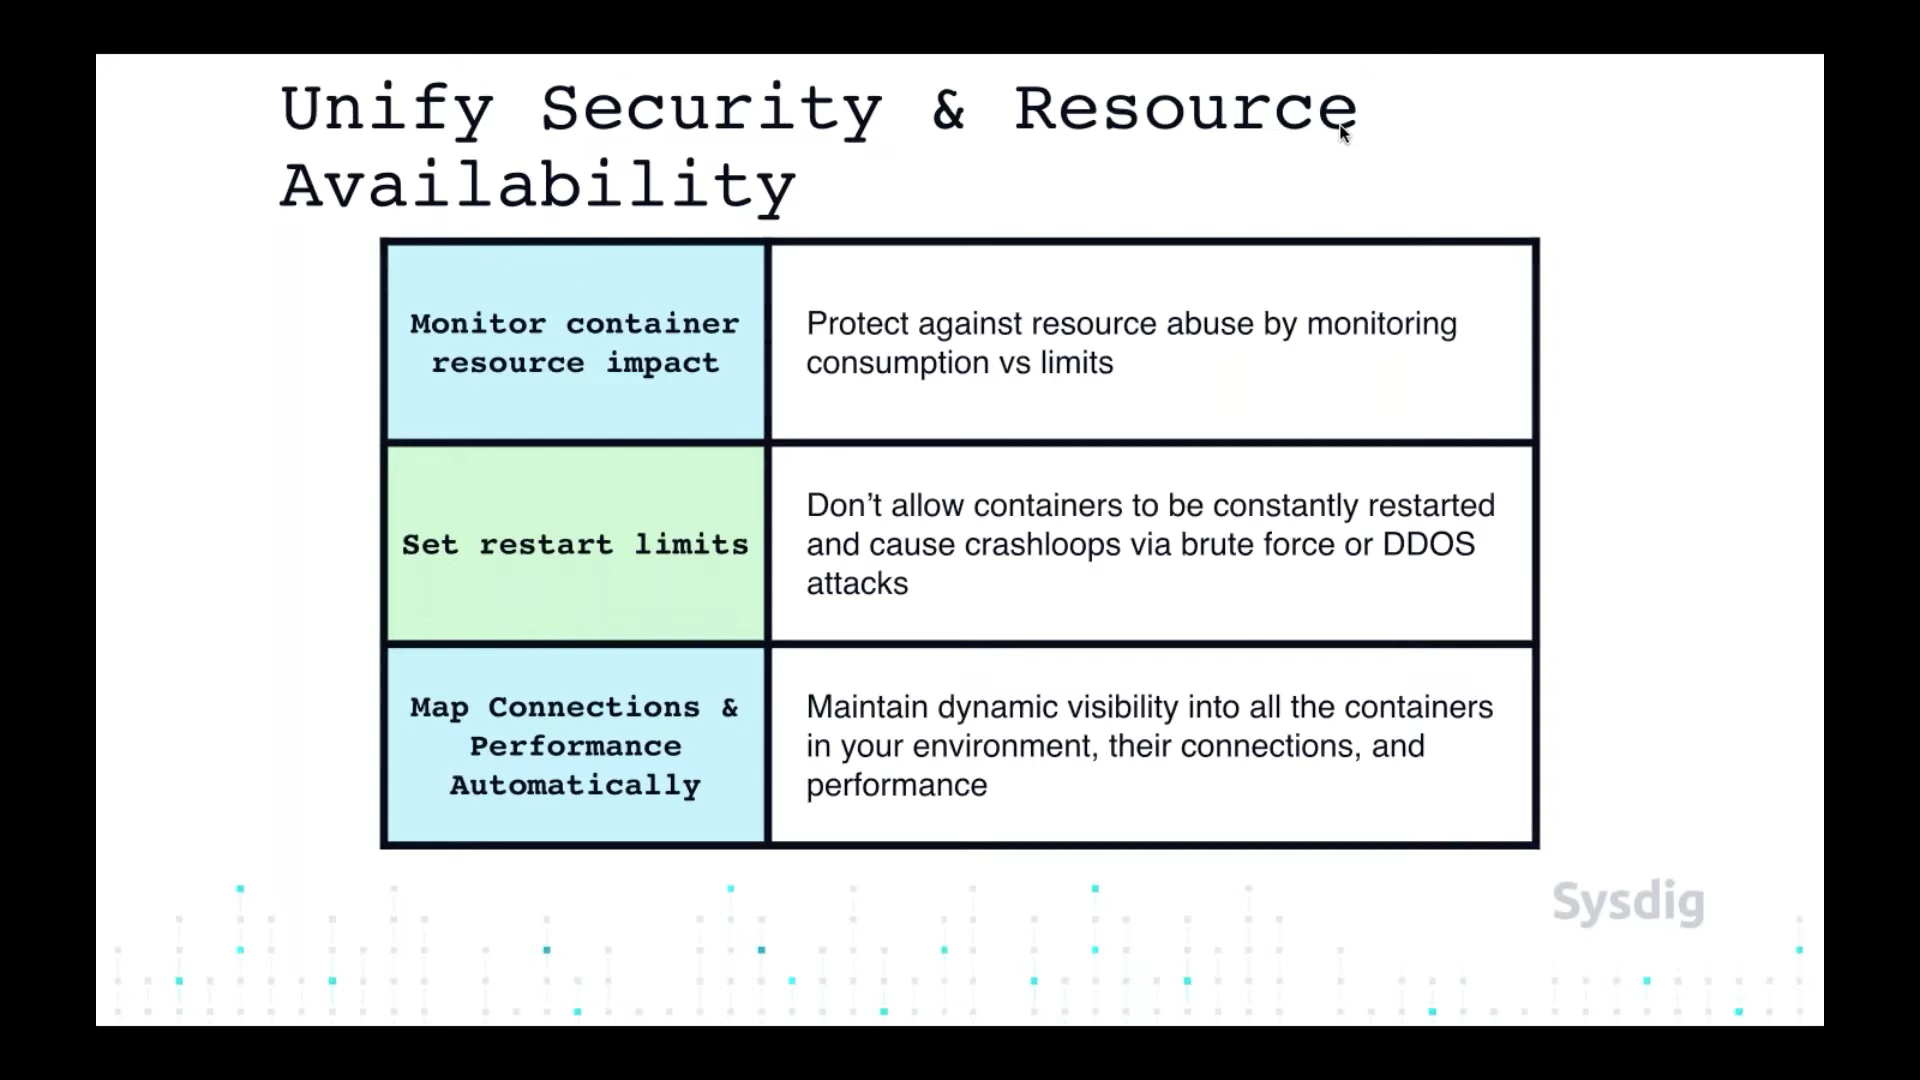 Unify Security & Resource
Availability
Monitor container
resource impact
Protect against resource abuse by monitoring
consumption vs limits
Set restart limits
Don’t allow containers to be constantly restarted
and cause crashloops via brute force or DDOS
attacks
Map Connections &
Performance
Automatically
Maintain dynamic visibility into all the containers
in your environment, their connections, and
performance
Sysdig